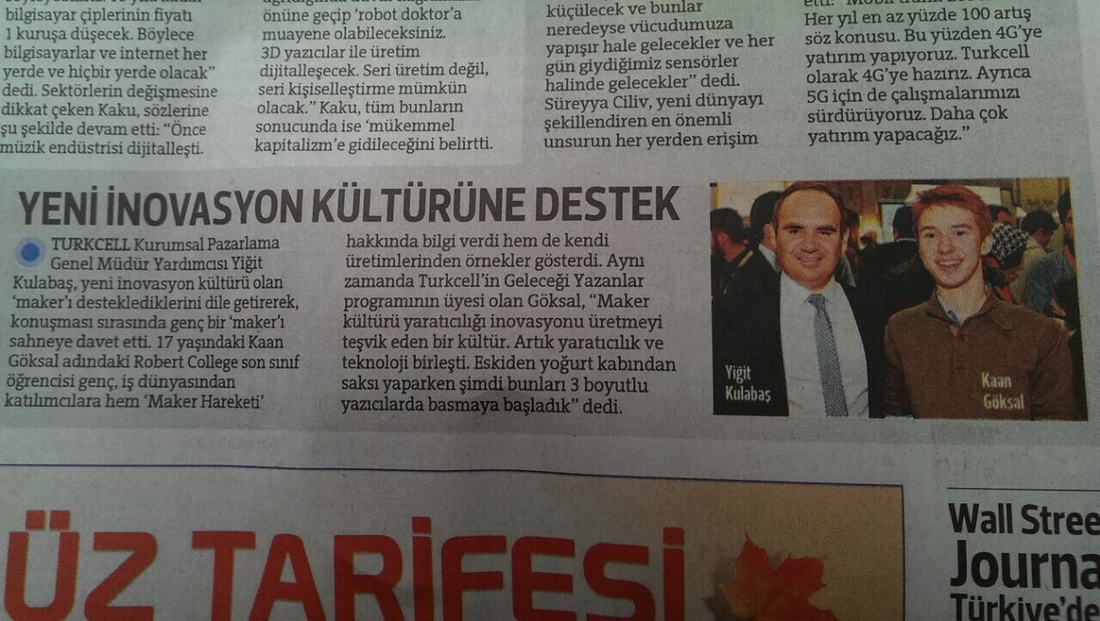 bilgisayar çiplerinin fiyatı
1 kuruşa düşecek. Böylece
bilgisayarlar ve internet her
yerde ve hiçbir yerde olacak”
dedi. Sektörlerin değişmesine
dikkat çeken Kaku, sözlerine
şu şekilde devam etti: “Önce
müzik endüstrisi dijitalleşti.
önüne geçip ‘robot doktor’a
muayene olabileceksiniz.
3D yazıcılar ile üretim
dijitalleşecek. Seri üretim değil,
seri kişiselleştirme mümkün
olacak.” Kaku, tüm bunların
sonucunda ise ‘mükemmel
kapitalizm’e gidileceğini belirtti.
küçülecek ve bunlar
neredeyse vücudumuza
yapışır hale gelecekler ve her
gün giydiğimiz sensörler
halinde gelecekler” dedi.
Süreyya Ciliv, yeni dünyayı
şekillendiren en önemli
unsurun her yerden erişim
Her yıl en az yüzde 100 artış
söz konusu. Bu yüzden 4G’ye
yatırım yapıyoruz. Turkcell
olarak 4G’ye hazırız. Ayrıca
5G için de çalışmalarımızı
sürdürüyoruz. Daha çok
yatırım yapacağız.”
YENİ İNOVASYON KÜLTÜRÜNE DESTEK
TURKCELL Kurumsal Pazarlama
Genel Müdür Yardımcısı Yiğit
Kulabaş, yeni inovasyon kültürü olan
‘maker’ı desteklediklerini dile getirerek,
konuşması sırasında genç bir ‘maker’ı
sahneye davet etti. 17 yaşındaki Kaan
Göksal adındaki Robert College son sınıf
öğrencisi genç, iş dünyasından
katılımcılara hem ‘Maker Hareketi’
hakkında bilgi verdi hem de kendi
üretimlerinden örnekler gösterdi. Aynı
zamanda Turkcell’in Geleceği Yazanlar
programının üyesi olan Göksal, “Maker
kültürü yaratıcılığı inovasyonu üretmeyi
teşvik eden bir kültür. Artık yaratıcılık ve
teknoloji birleşti. Eskiden yoğurt kabından
saksı yaparken şimdi bunları 3 boyutlu
yazıcılarda basmaya başladık” dedi.
Yiğit
Kulabaş
Kaan
Göksal
ÜZ TARİFESİ
Wall Stree
Journa
Türkiye’de